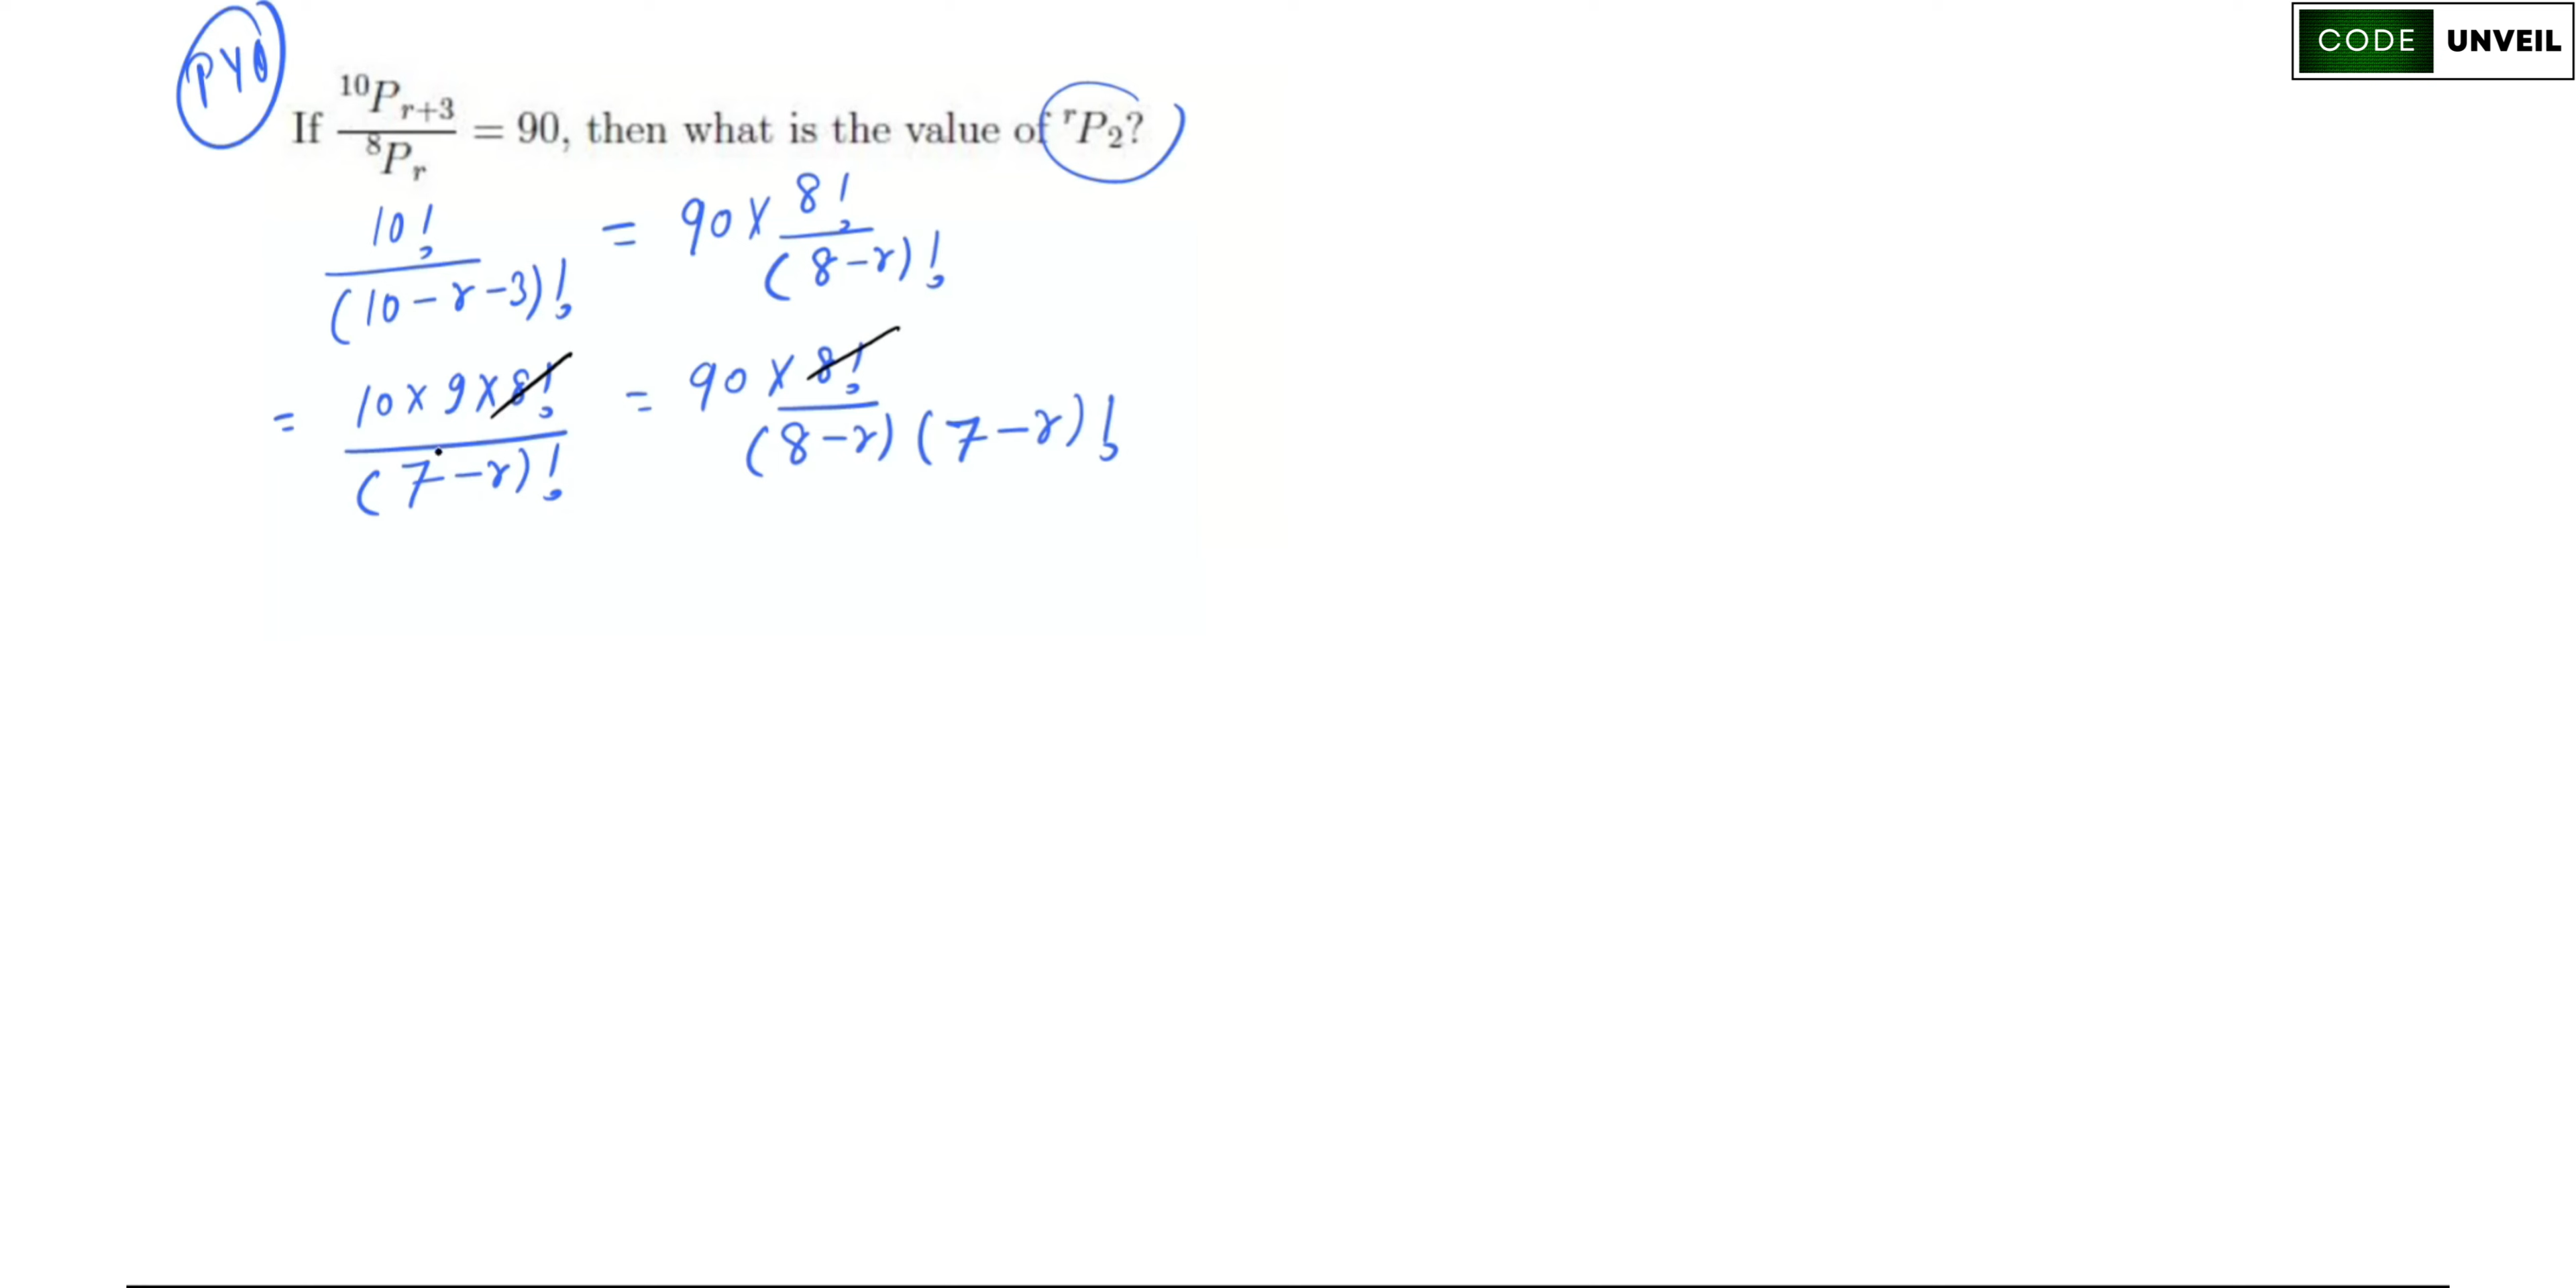 PYQ
CODE UNVEIL
If ¹⁰P_{r+3} / ⁸P_r = 90, then what is the value of ʳP₂?
10! / (10 - r - 3)! = 90 × 8! / (8 - r)!
= 10 × 9 × 8! / (7 - r)! = 90 × 8! / (8 - r) (7 - r)!